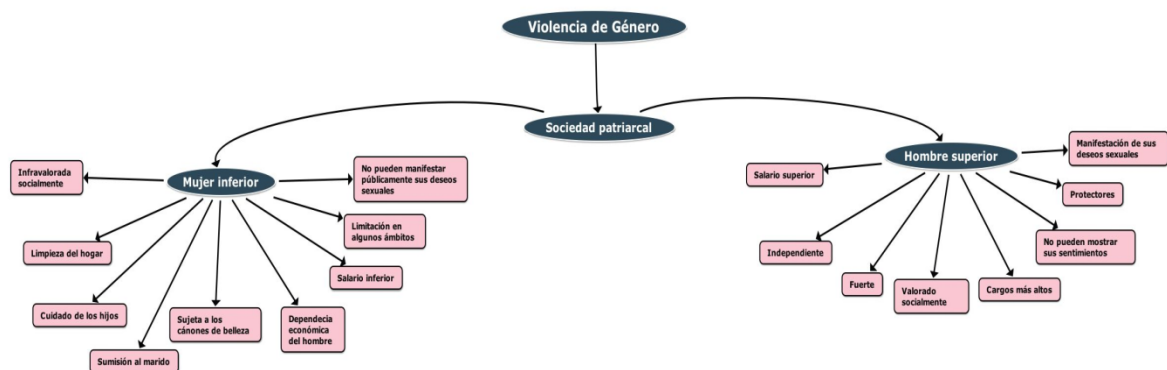 Violencia de Género
Sociedad patriarcal
Mujer inferior
Infravalorada
socialmente
Limpieza del hogar
Cuidado de los hijos
Sumisión al marido
Sujeta a los
cánones de belleza
Dependecia
económica
del hombre
Salario inferior
Limitación en
algunos ámbitos
No pueden manifestar
públicamente sus deseos
sexuales
Hombre superior
Salario superior
Independiente
Fuerte
Valorado
socialmente
Cargos más altos
No pueden mostrar
sus sentimientos
Protectores
Manifestación de sus
deseos sexuales